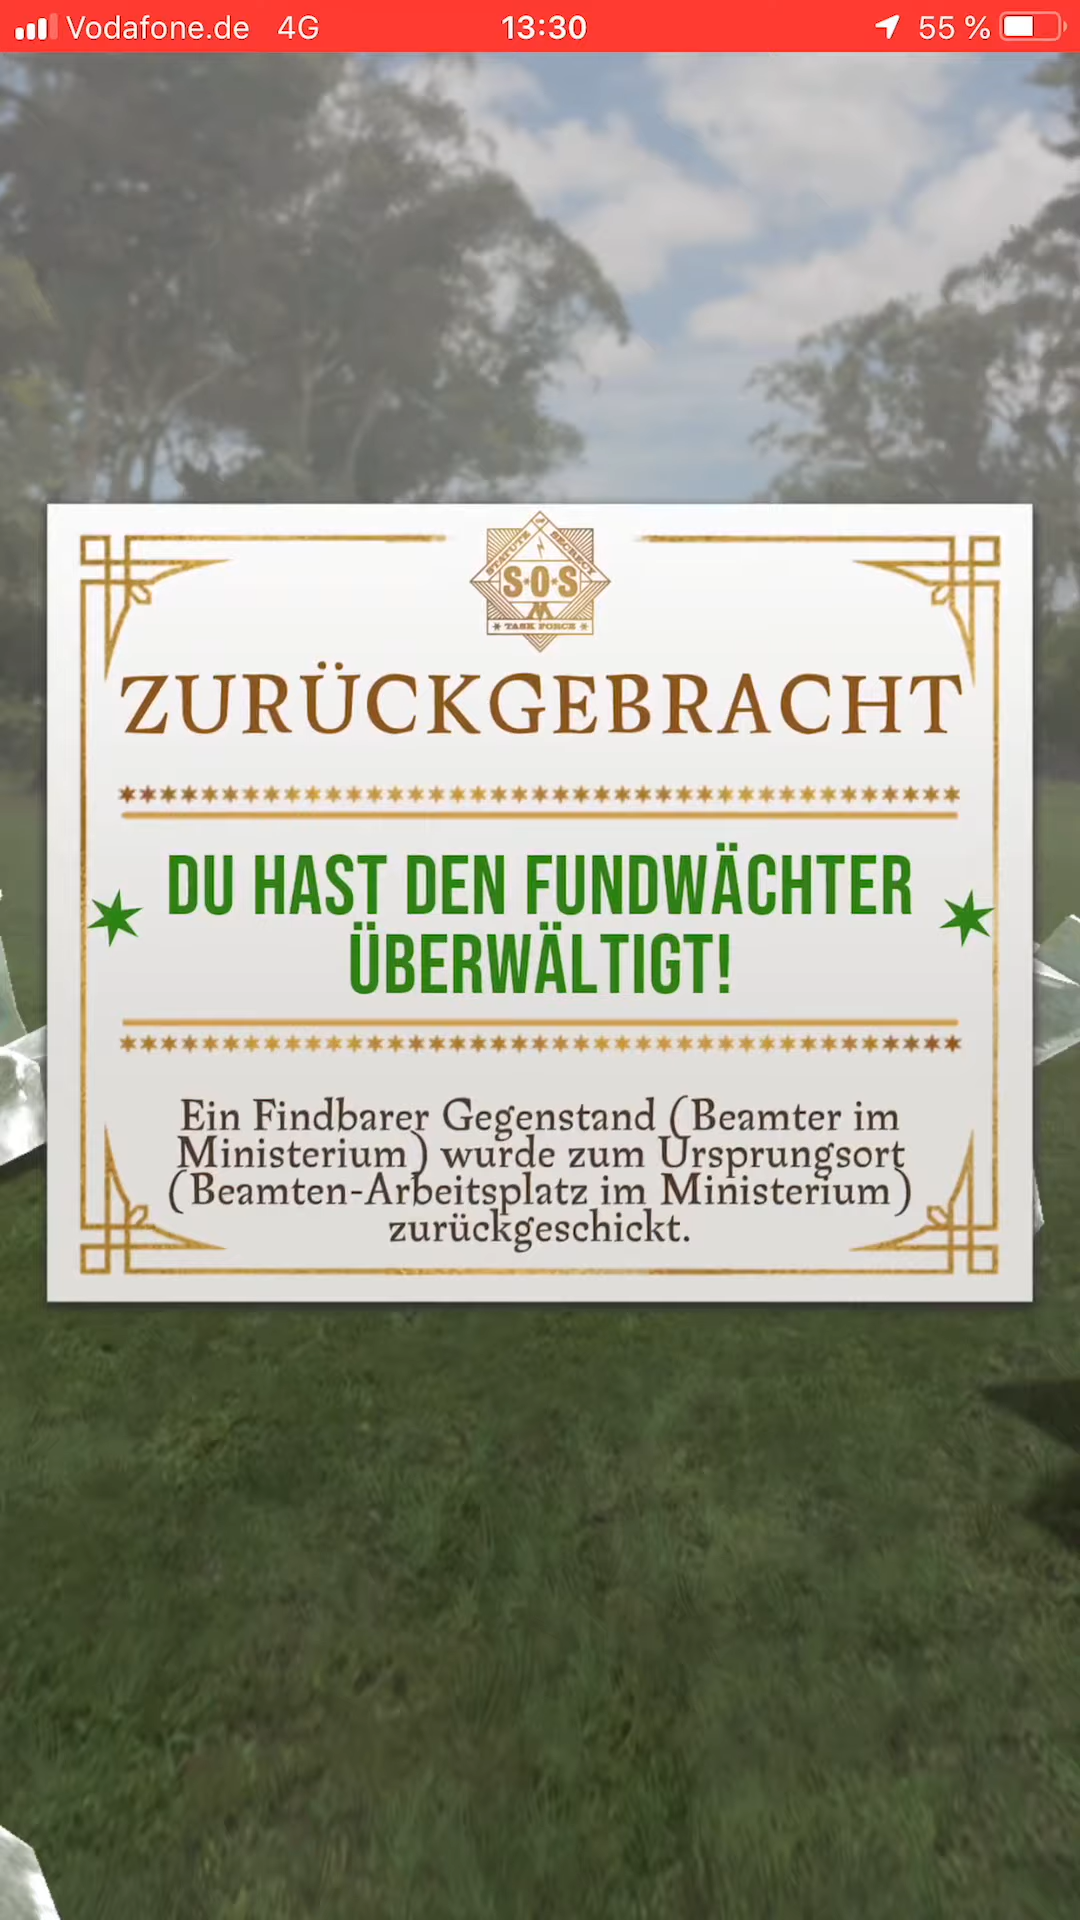 Vodafone.de 4G 13:30 55 %
STATUTE OF SECRECY
S*O*S
TASK FORCE
ZURÜCKGEBRACHT
DU HAST DEN FUNDWÄCHTER
ÜBERWÄLTIGT!
Ein Findbarer Gegenstand (Beamter im
Ministerium) wurde zum Ursprungsort
(Beamten-Arbeitsplatz im Ministerium)
zurückgeschickt.